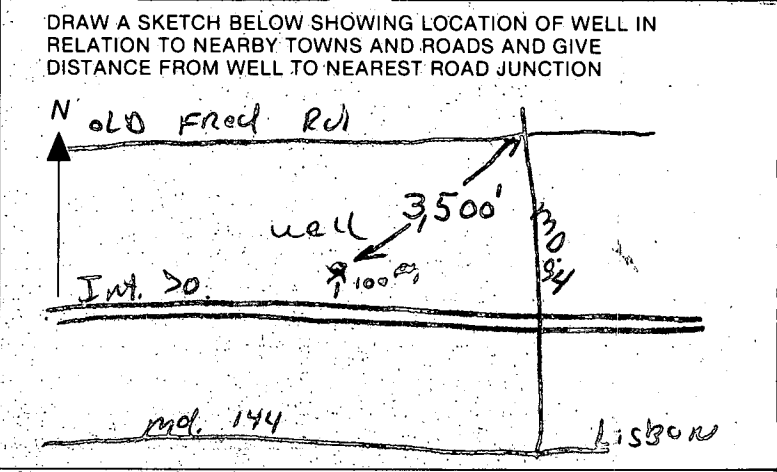 DRAW A SKETCH BELOW SHOWING LOCATION OF WELL IN
RELATION TO NEARBY TOWNS AND ROADS AND GIVE
DISTANCE FROM WELL TO NEAREST ROAD JUNCTION
N
OLD FRed Rd
3,500'
well
100
MD 94
Int. 70
md. 144
LISBON